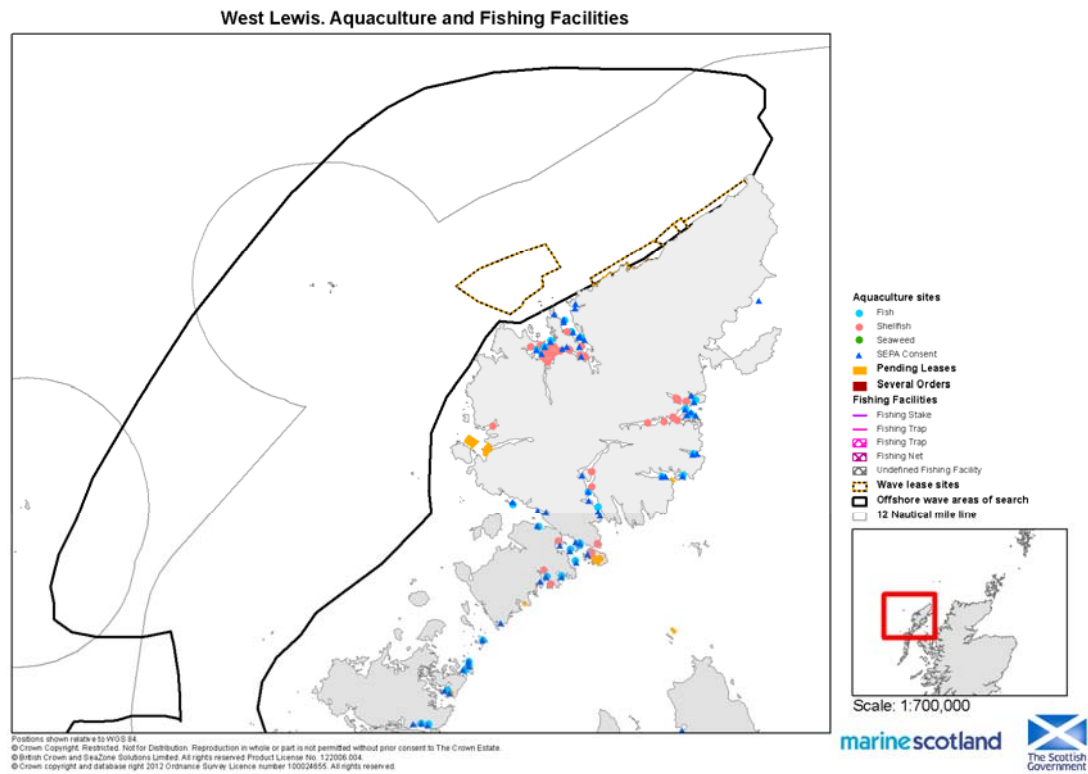 West Lewis. Aquaculture and Fishing Facilities
Aquaculture sites
Fish
Shellfish
Seaweed
SEPA Consent
Pending Leases
Several Orders
Fishing Facilities
Fishing Stake
Fishing Trap
Fishing Trap
Fishing Net
Undefined Fishing Facility
Wave lease sites
Offshore wave areas of search
12 Nautical mile line
Scale: 1:700,000
Positions shown relative to WGS 84.
© Crown Copyright. Restricted. Not for Distribution. Reproduction in whole or part is not permitted without prior consent to The Crown Estate.
© British Crown and SeaZone Solutions Limited. All rights reserved Product License No. 122006.004
© Crown copyright and database right 2012 Ordnance Survey Licence number 100024655. All rights reserved.
marinescotland
The Scottish
Government